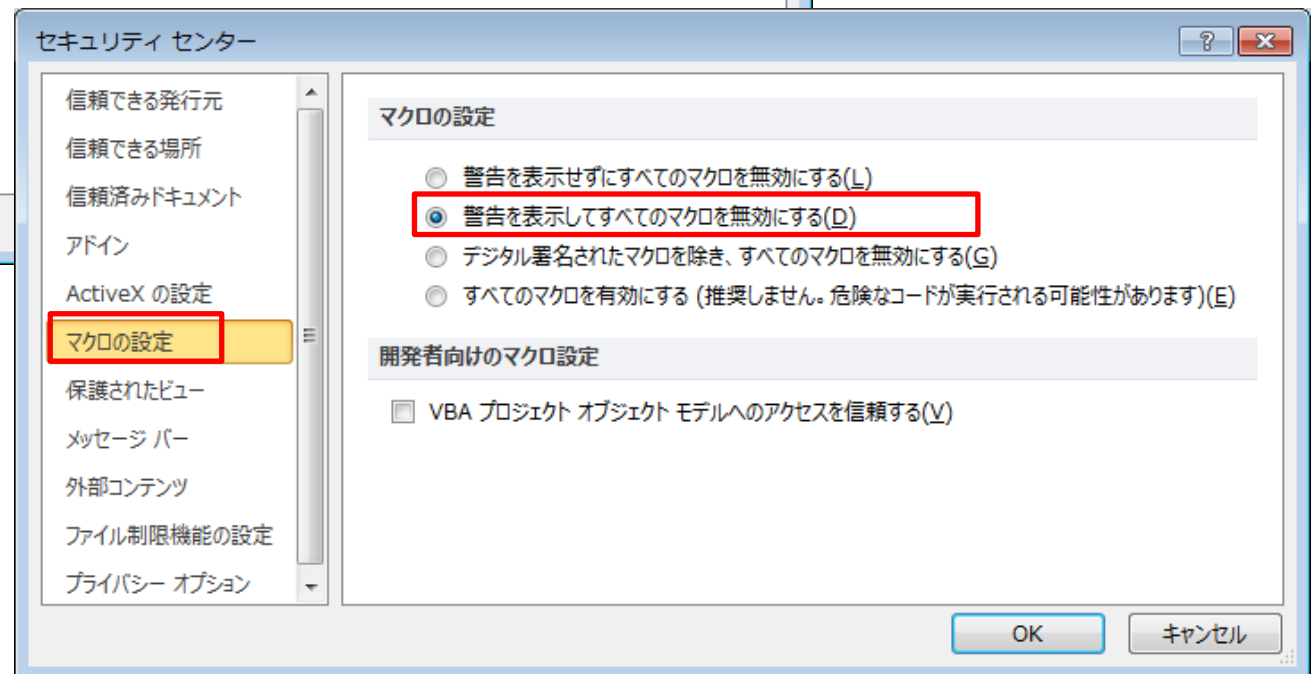 セキュリティ センター
信頼できる発行元
信頼できる場所
信頼済みドキュメント
アドイン
ActiveX の設定
マクロの設定
保護されたビュー
メッセージ バー
外部コンテンツ
ファイル制限機能の設定
プライバシー オプション
マクロの設定
警告を表示せずにすべてのマクロを無効にする(L)
警告を表示してすべてのマクロを無効にする(D)
デジタル署名されたマクロを除き、すべてのマクロを無効にする(G)
すべてのマクロを有効にする (推奨しません。危険なコードが実行される可能性があります)(E)
開発者向けのマクロ設定
VBA プロジェクト オブジェクト モデルへのアクセスを信頼する(V)
OK
キャンセル